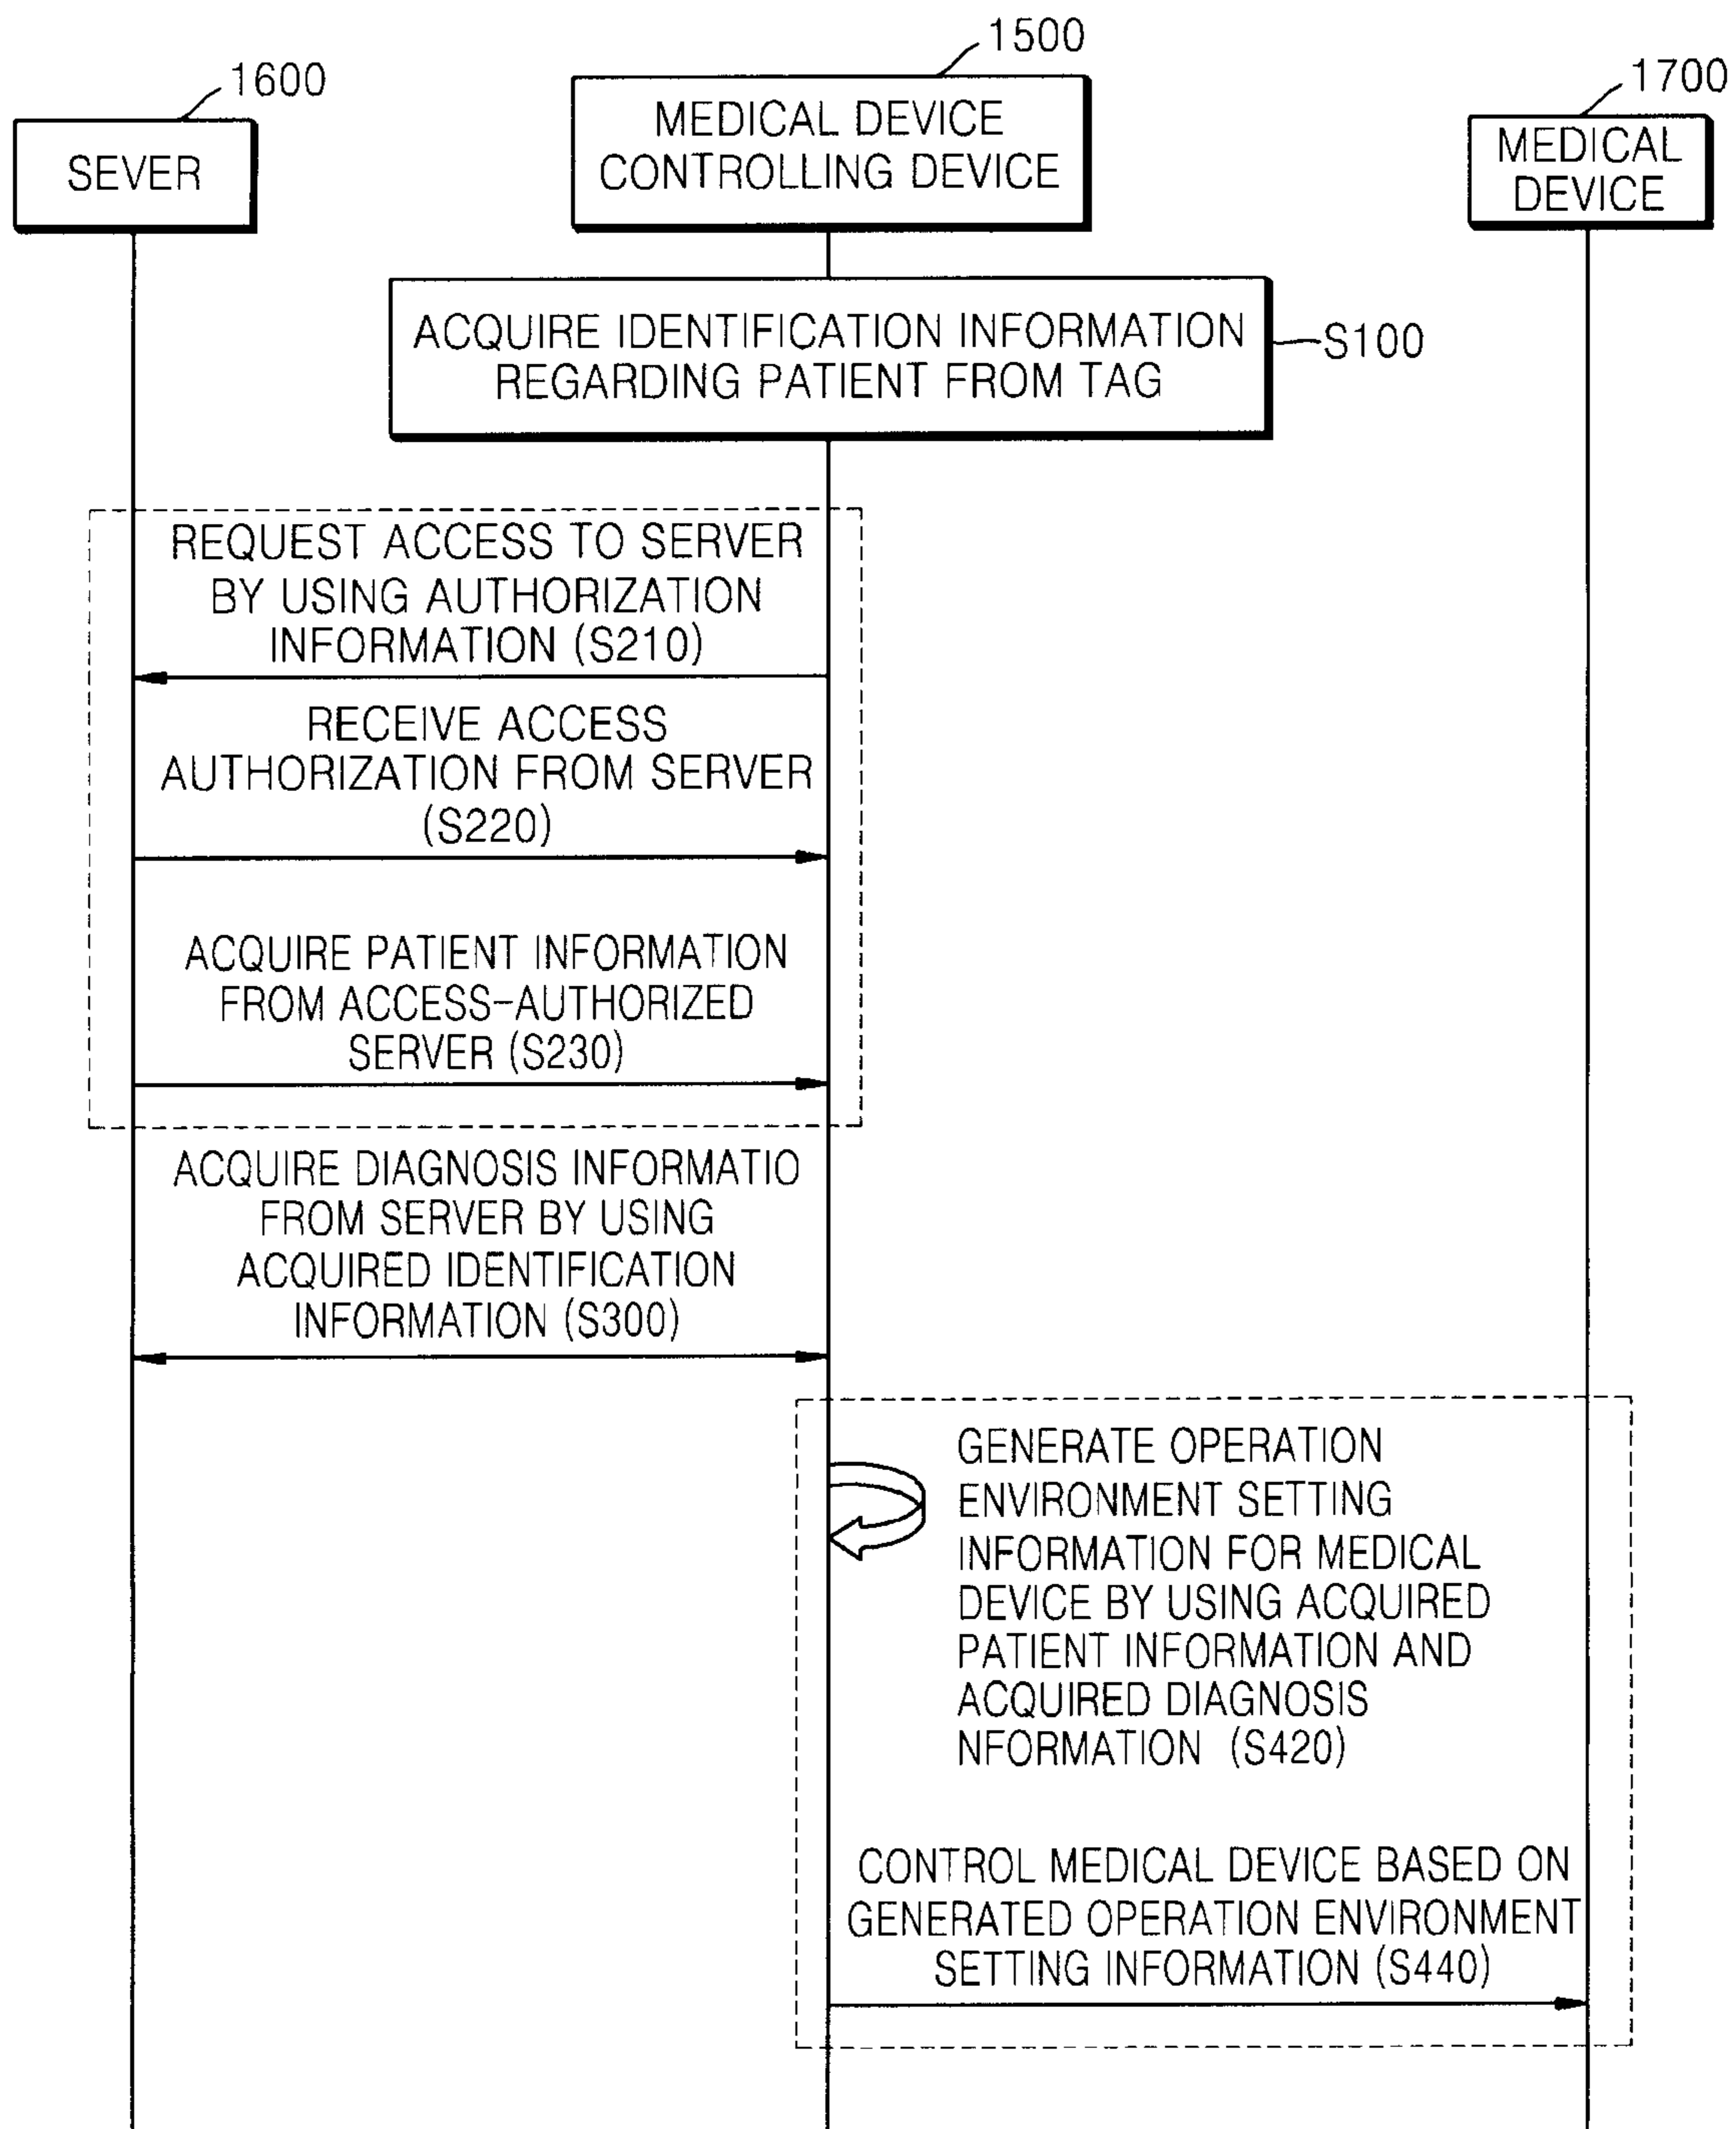 1500
1600
1700
SEVER
MEDICAL DEVICE
CONTROLLING DEVICE
MEDICAL
DEVICE
ACQUIRE IDENTIFICATION INFORMATION
REGARDING PATIENT FROM TAG
S100
REQUEST ACCESS TO SERVER
BY USING AUTHORIZATION
INFORMATION (S210)
RECEIVE ACCESS
AUTHORIZATION FROM SERVER
(S220)
ACQUIRE PATIENT INFORMATION
FROM ACCESS-AUTHORIZED
SERVER (S230)
ACQUIRE DIAGNOSIS INFORMATIO
FROM SERVER BY USING
ACQUIRED IDENTIFICATION
INFORMATION (S300)
GENERATE OPERATION
ENVIRONMENT SETTING
INFORMATION FOR MEDICAL
DEVICE BY USING ACQUIRED
PATIENT INFORMATION AND
ACQUIRED DIAGNOSIS
NFORMATION (S420)
CONTROL MEDICAL DEVICE BASED ON
GENERATED OPERATION ENVIRONMENT
SETTING INFORMATION (S440)